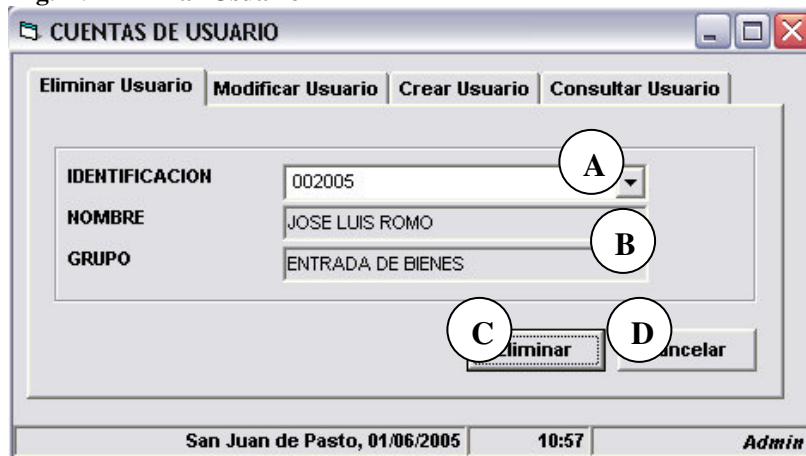 CUENTAS DE USUARIO
Eliminar Usuario Modificar Usuario Crear Usuario Consultar Usuario
IDENTIFICACION 002005 A
NOMBRE JOSE LUIS ROMO
B
GRUPO ENTRADA DE BIENES
C liminar D ncelar
San Juan de Pasto, 01/06/2005 10:57 Admin